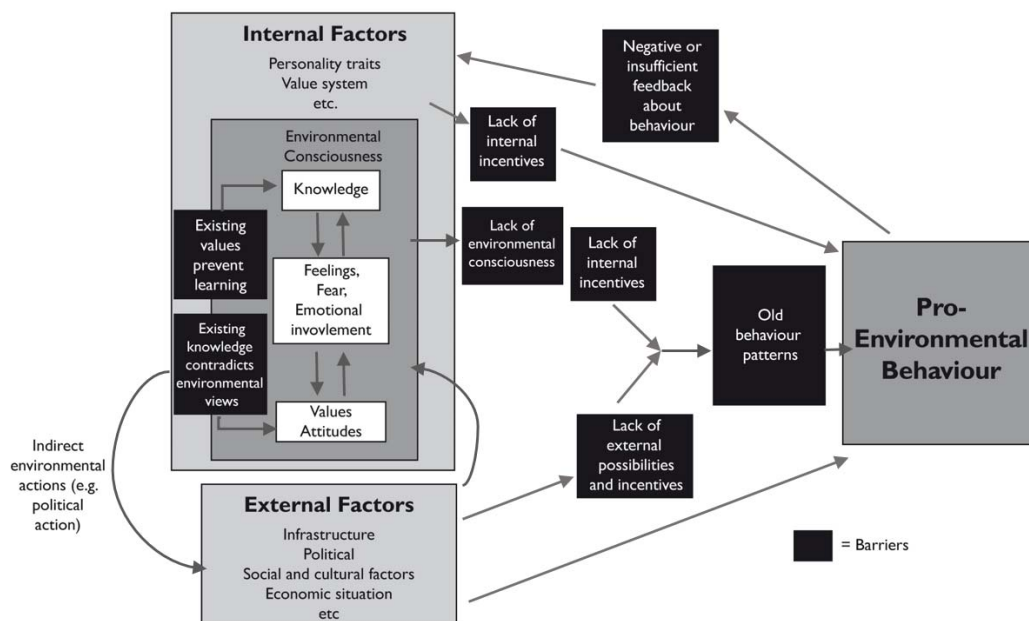 Internal Factors
Personality traits
Value system
etc.
Environmental
Consciousness
Knowledge
Feelings,
Fear,
Emotional
invovlement
Values
Attitudes
Existing
values
prevent
learning
Existing
knowledge
contradicts
environmental
views
Indirect
environmental
actions (e.g.
political
action)
External Factors
Infrastructure
Political
Social and cultural factors
Economic situation
etc
Negative or
insufficient
feedback
about
behaviour
Lack of
internal
incentives
Lack of
environmental
consciousness
Lack of
internal
incentives
Lack of
external
possibilities
and incentives
Old
behaviour
patterns
Pro-
Environmental
Behaviour
= Barriers